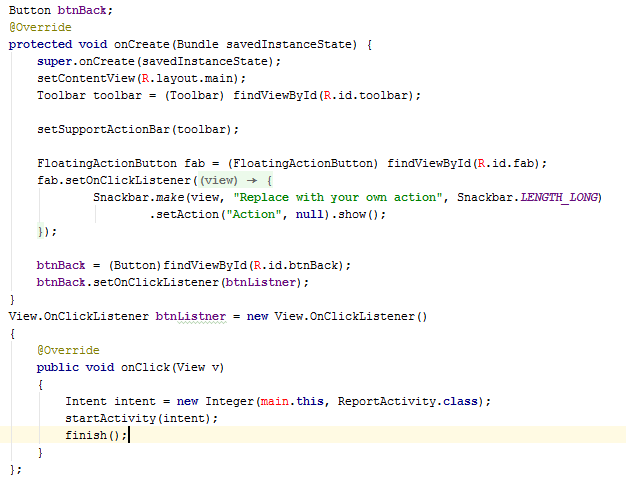 Button btnBack;
@Override
protected void onCreate(Bundle savedInstanceState) {
super.onCreate(savedInstanceState);
setContentView(R.layout.main);
Toolbar toolbar = (Toolbar) findViewById(R.id.toolbar);
setSupportActionBar(toolbar);
FloatingActionButton fab = (FloatingActionButton) findViewById(R.id.fab);
fab.setOnClickListener((view) → {
Snackbar.make(view, "Replace with your own action", Snackbar.LENGTH_LONG)
.setAction("Action", null).show();
});
btnBack = (Button)findViewById(R.id.btnBack);
btnBack.setOnClickListener(btnListner);
}
View.OnClickListener btnListner = new View.OnClickListener()
{
@Override
public void onClick(View v)
{
Intent intent = new Integer(main.this, ReportActivity.class);
startActivity(intent);
finish();
}
};